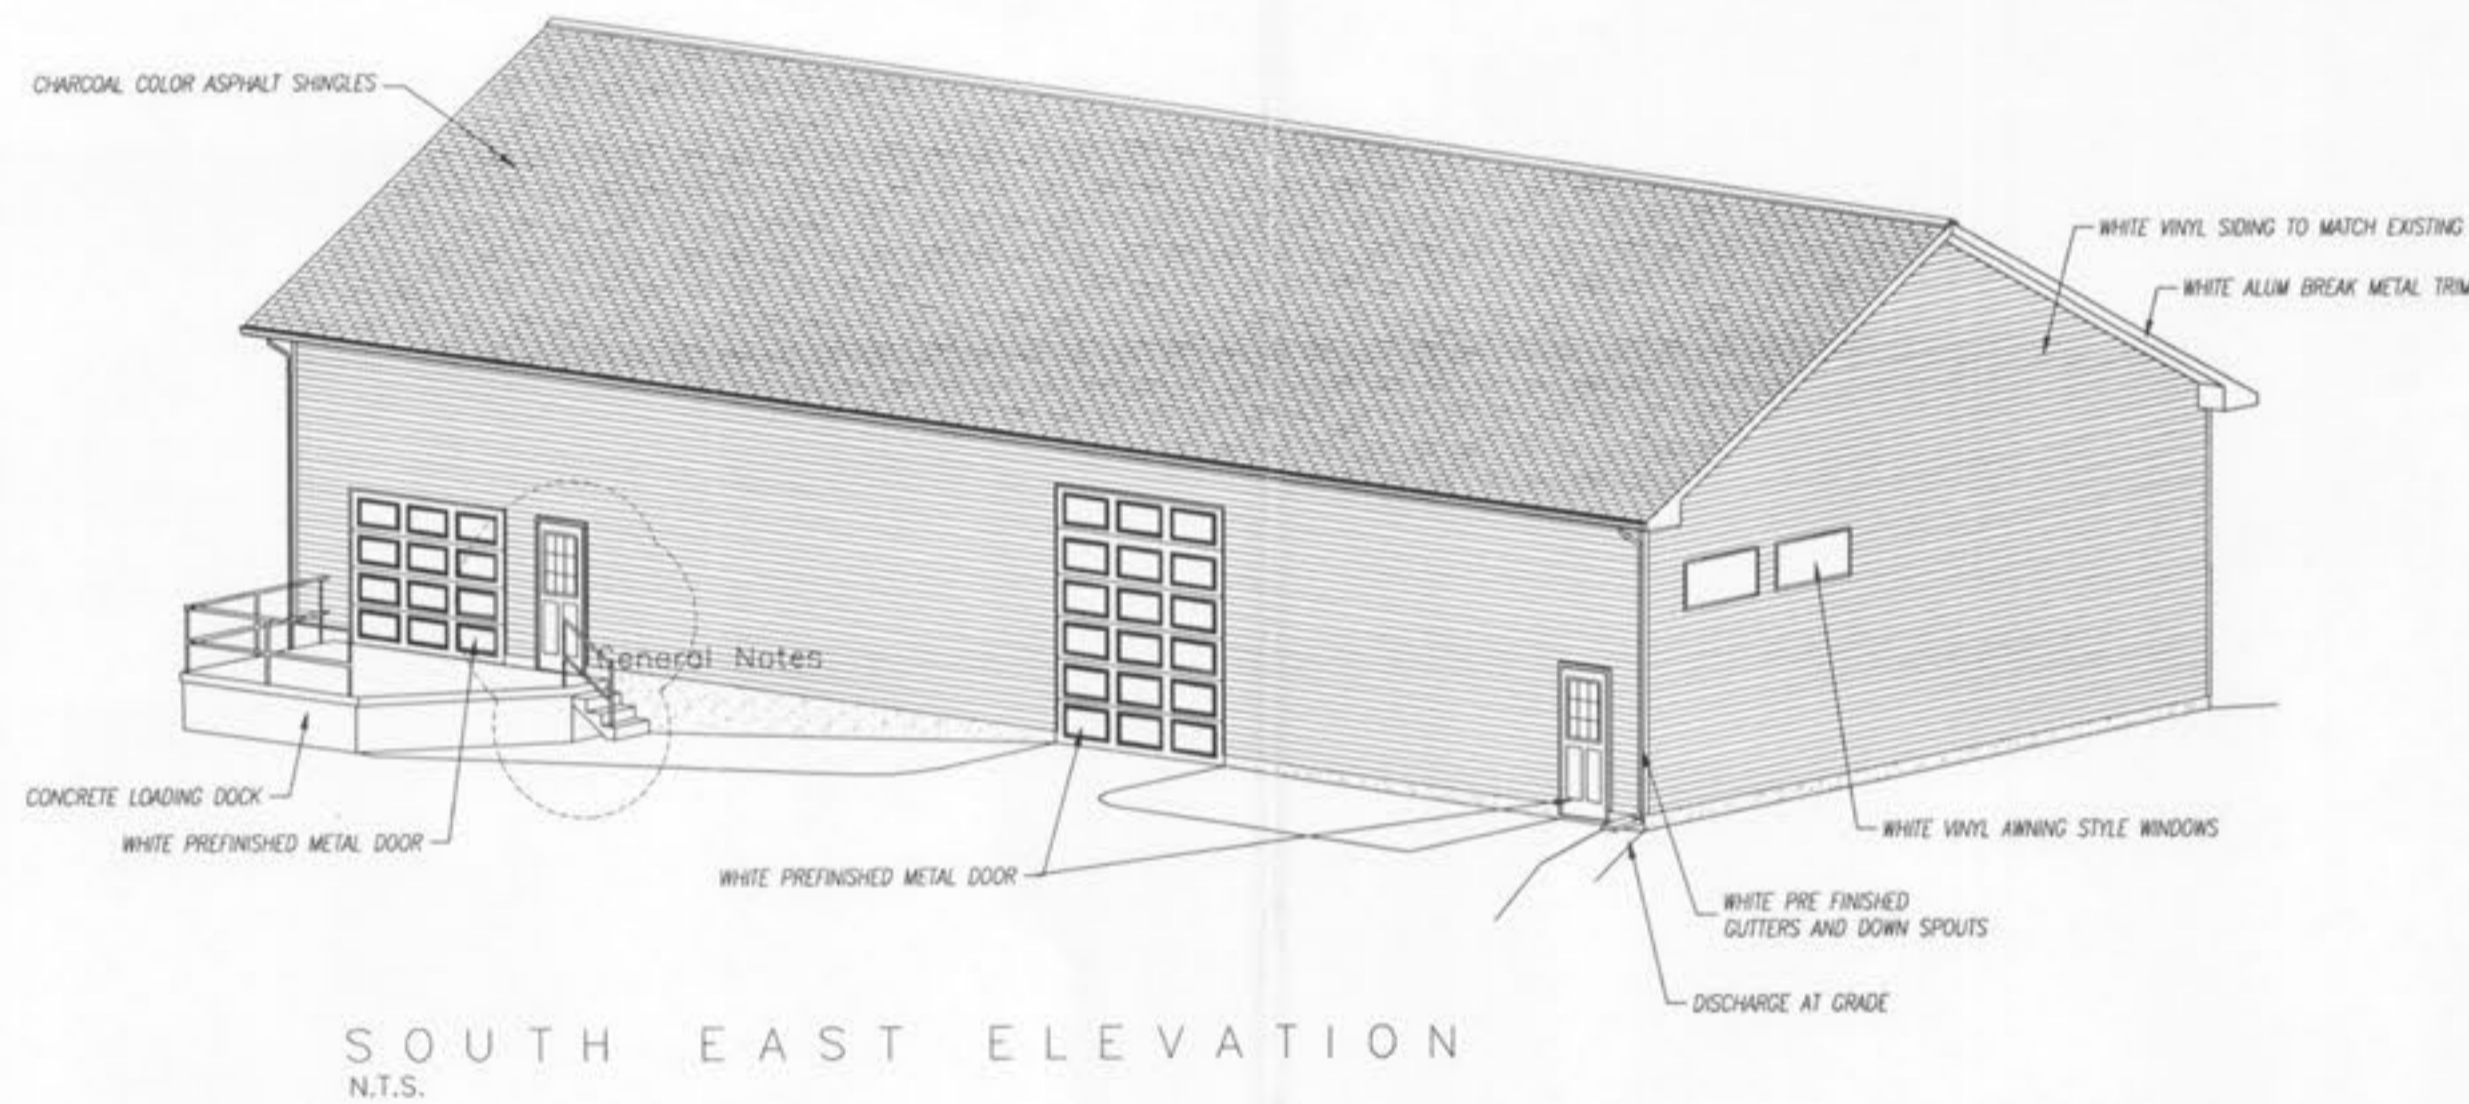 CHARCOAL COLOR ASPHALT SHINGLES
WHITE VINYL SIDING TO MATCH EXISTING
WHITE ALUM BREAK METAL TRIM
General Notes
CONCRETE LOADING DOCK
WHITE PREFINISHED METAL DOOR
WHITE PREFINISHED METAL DOOR
WHITE VINYL AWNING STYLE WINDOWS
WHITE PRE FINISHED
GUTTERS AND DOWN SPOUTS
DISCHARGE AT GRADE
SOUTH EAST ELEVATION
N.T.S.